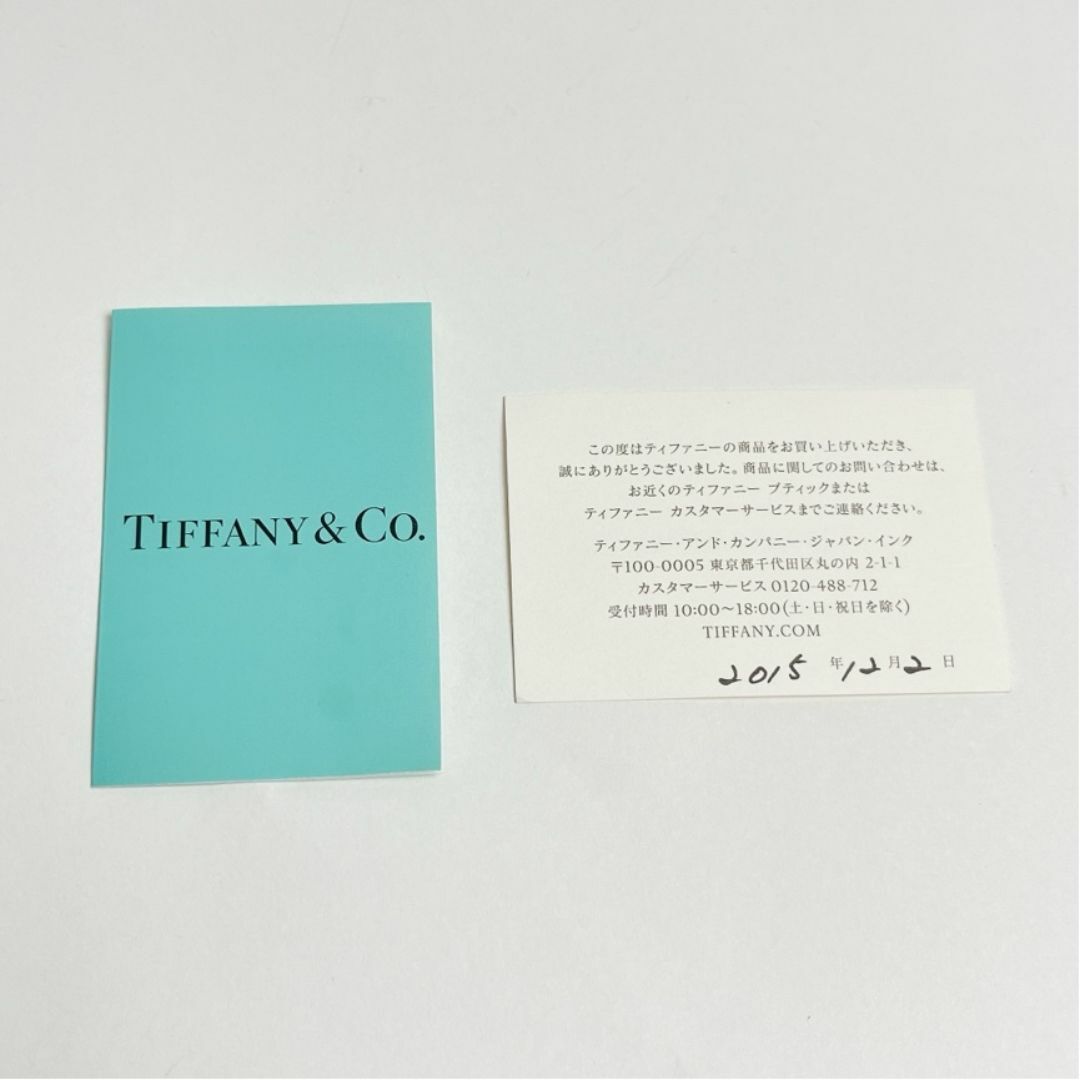 TIFFANY & CO.
この度はティファニーの商品をお買い上げいただき、
誠にありがとうございました。商品に関してのお問い合わせは、
お近くのティファニー ブティックまたは
ティファニー カスタマーサービスまでご連絡ください。
ティファニー・アンド・カンパニー・ジャパン・インク
〒100-0005 東京都千代田区丸の内 2-1-1
カスタマーサービス 0120-488-712
受付時間 10:00〜18:00(土・日・祝日を除く)
TIFFANY.COM
2015 年 12 月 2 日